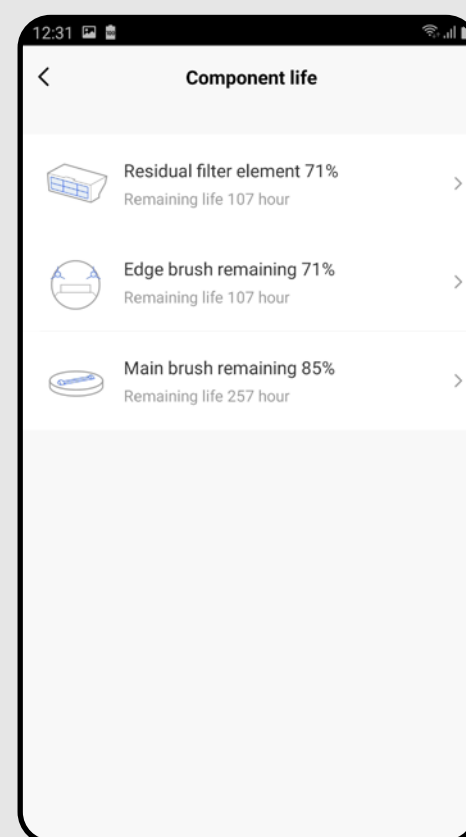 12:31
Component life
Residual filter element 71%
Remaining life 107 hour
Edge brush remaining 71%
Remaining life 107 hour
Main brush remaining 85%
Remaining life 257 hour